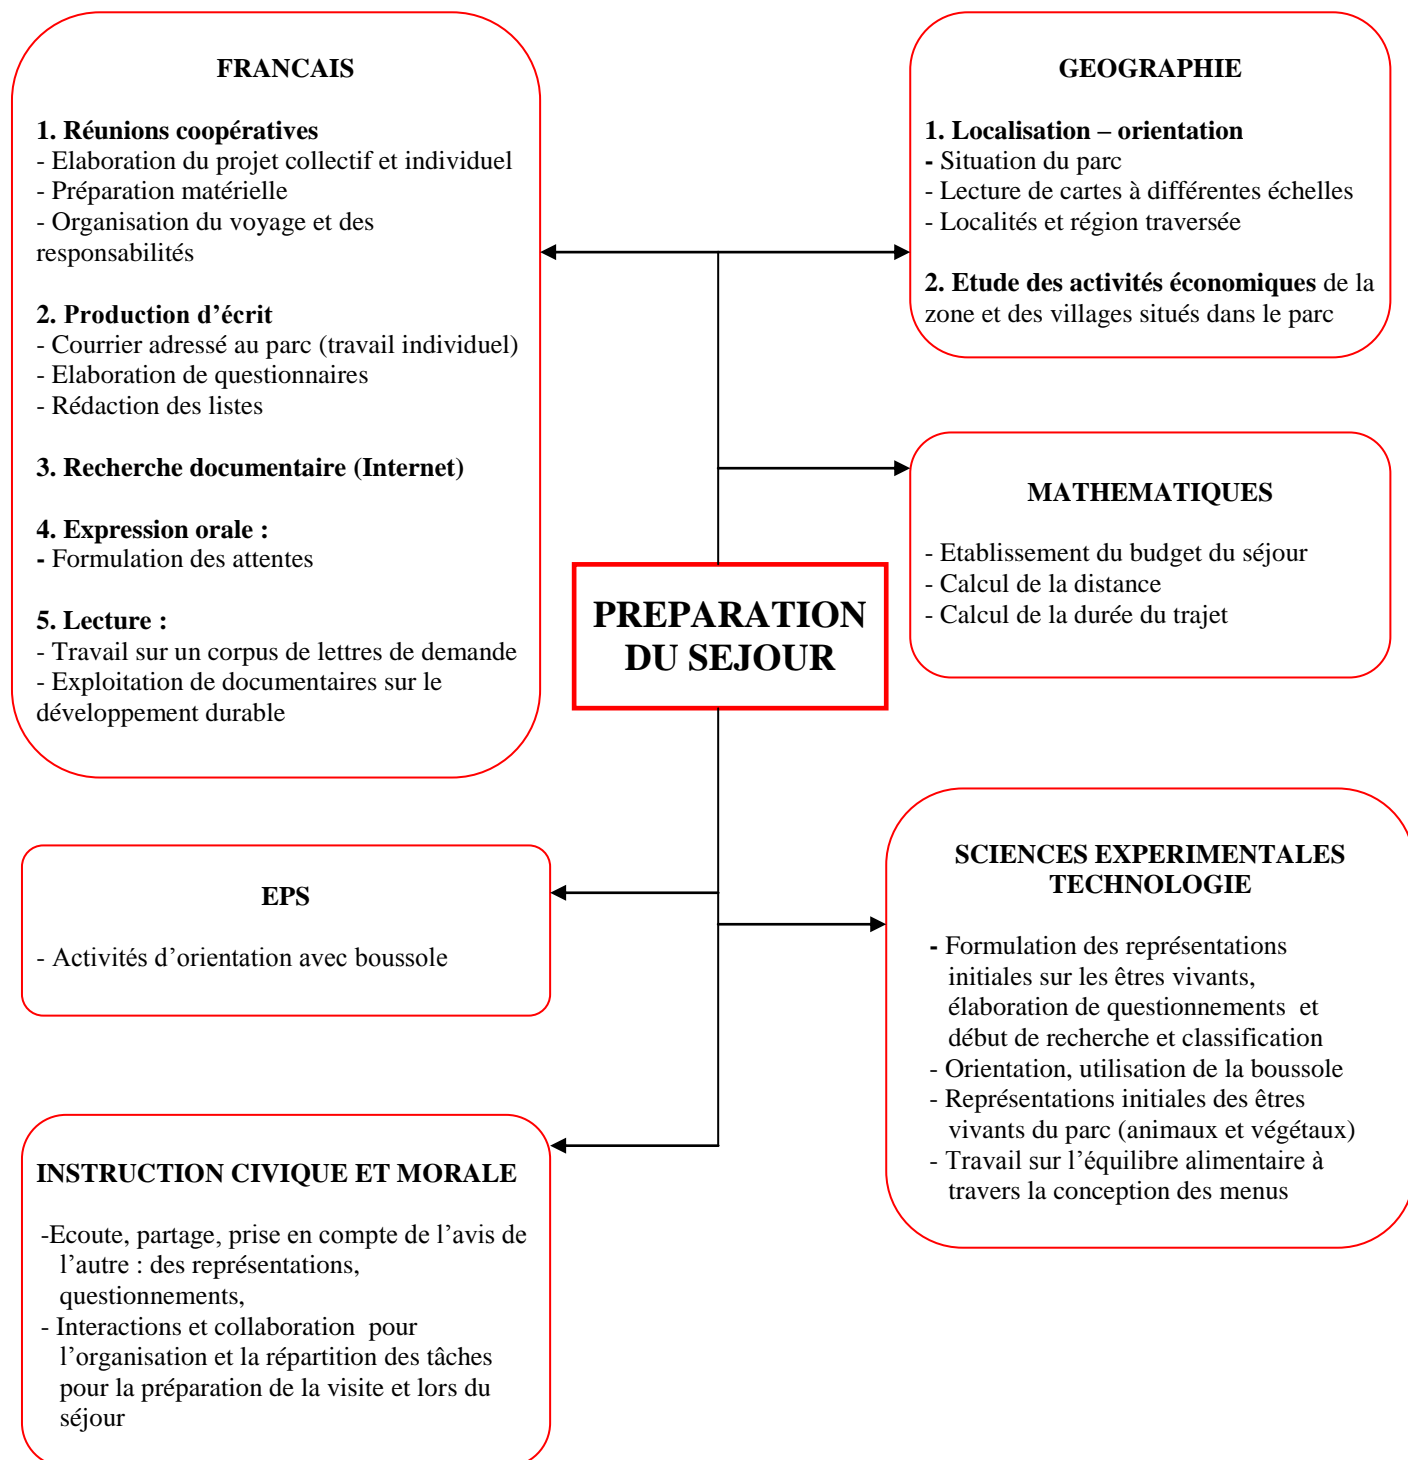 FRANCAIS
1. Réunions coopératives
- Elaboration du projet collectif et individuel
- Préparation matérielle
- Organisation du voyage et des
responsabilités
2. Production d’écrit
- Courrier adressé au parc (travail individuel)
- Elaboration de questionnaires
- Rédaction des listes
3. Recherche documentaire (Internet)
4. Expression orale :
- Formulation des attentes
5. Lecture :
- Travail sur un corpus de lettres de demande
- Exploitation de documentaires sur le
développement durable
GEOGRAPHIE
1. Localisation – orientation
- Situation du parc
- Lecture de cartes à différentes échelles
- Localités et région traversée
2. Etude des activités économiques de la
zone et des villages situés dans le parc
MATHEMATIQUES
- Etablissement du budget du séjour
- Calcul de la distance
- Calcul de la durée du trajet
PREPARATION
DU SEJOUR
EPS
- Activités d’orientation avec boussole
SCIENCES EXPERIMENTALES
TECHNOLOGIE
- Formulation des représentations
initiales sur les êtres vivants,
élaboration de questionnements et
début de recherche et classification
- Orientation, utilisation de la boussole
- Représentations initiales des êtres
vivants du parc (animaux et végétaux)
- Travail sur l’équilibre alimentaire à
travers la conception des menus
INSTRUCTION CIVIQUE ET MORALE
-Ecoute, partage, prise en compte de l’avis de
l’autre : des représentations,
questionnements,
- Interactions et collaboration pour
l’organisation et la répartition des tâches
pour la préparation de la visite et lors du
séjour